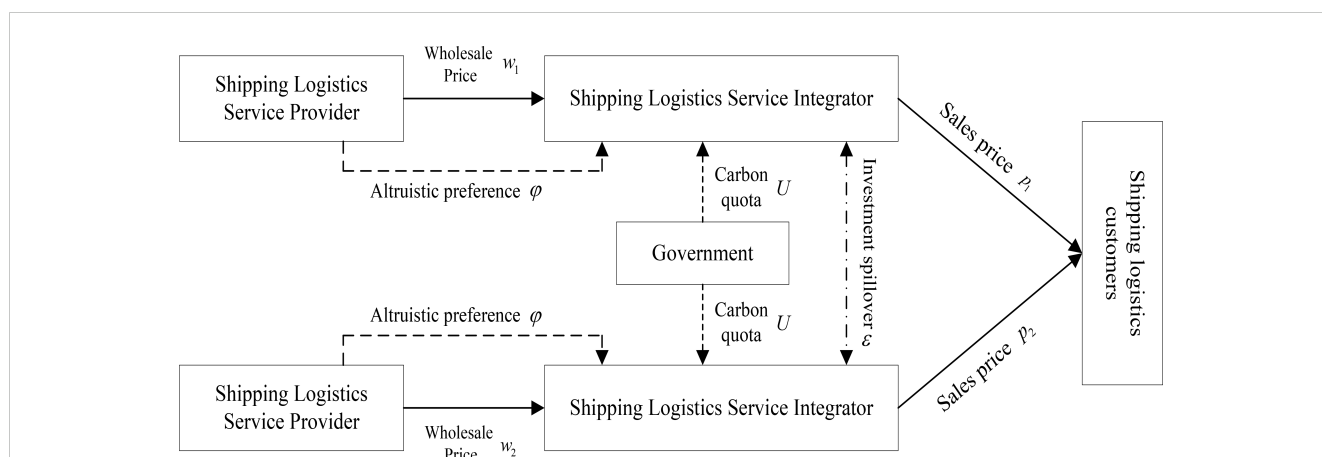 Wholesale
Price w₁
Shipping Logistics
Service Provider
Shipping Logistics Service Integrator
Altruistic preference φ
Carbon
quota U
Investment spillover ε
Sales price p₁
Government
Shipping logistics
customers
Altruistic preference φ
Carbon
quota U
Sales price p₂
Shipping Logistics
Service Provider
Shipping Logistics Service Integrator
Wholesale
Price w₂